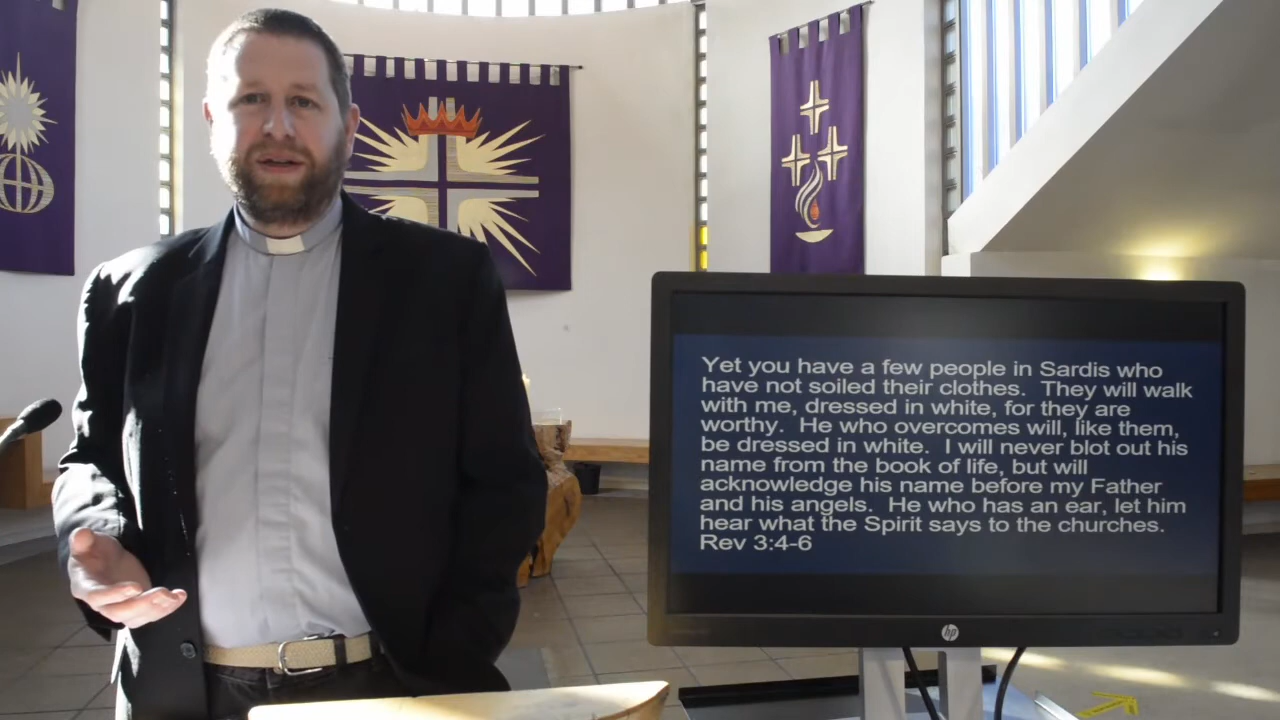 Yet you have a few people in Sardis who
have not soiled their clothes. They will walk
with me, dressed in white, for they are
worthy. He who overcomes will, like them,
be dressed in white. I will never blot out his
name from the book of life, but will
acknowledge his name before my Father
and his angels. He who has an ear, let him
hear what the Spirit says to the churches.
Rev 3:4-6
hp